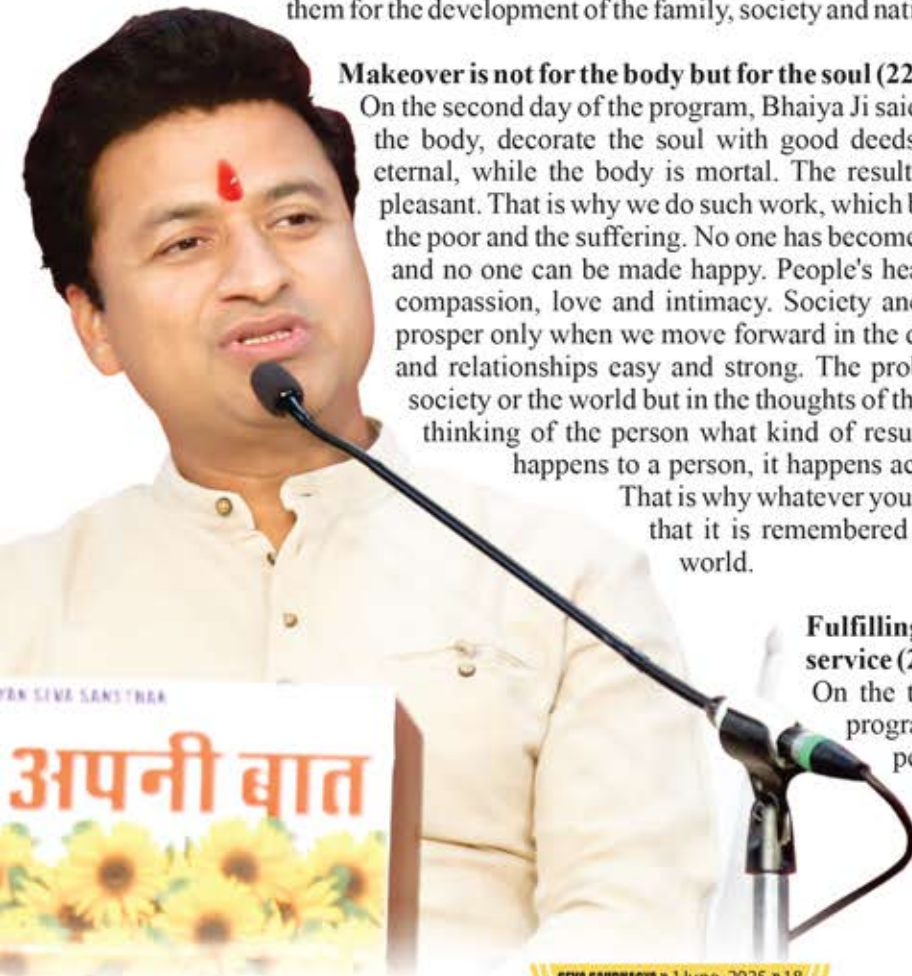 them for the development of the family, society and nati
Makeover is not for the body but for the soul (22
On the second day of the program, Bhaiya Ji said
the body, decorate the soul with good deeds
eternal, while the body is mortal. The result
pleasant. That is why we do such work, which b
the poor and the suffering. No one has become
and no one can be made happy. People's hea
compassion, love and intimacy. Society and
prosper only when we move forward in the
and relationships easy and strong. The prob
society or the world but in the thoughts of th
thinking of the person what kind of resu
happens to a person, it happens ac
That is why whatever you
that it is remembered
world.
Fulfilling
service (2
On the t
progra
pe
YAN SEVA SANSTHAN
अपनी बात